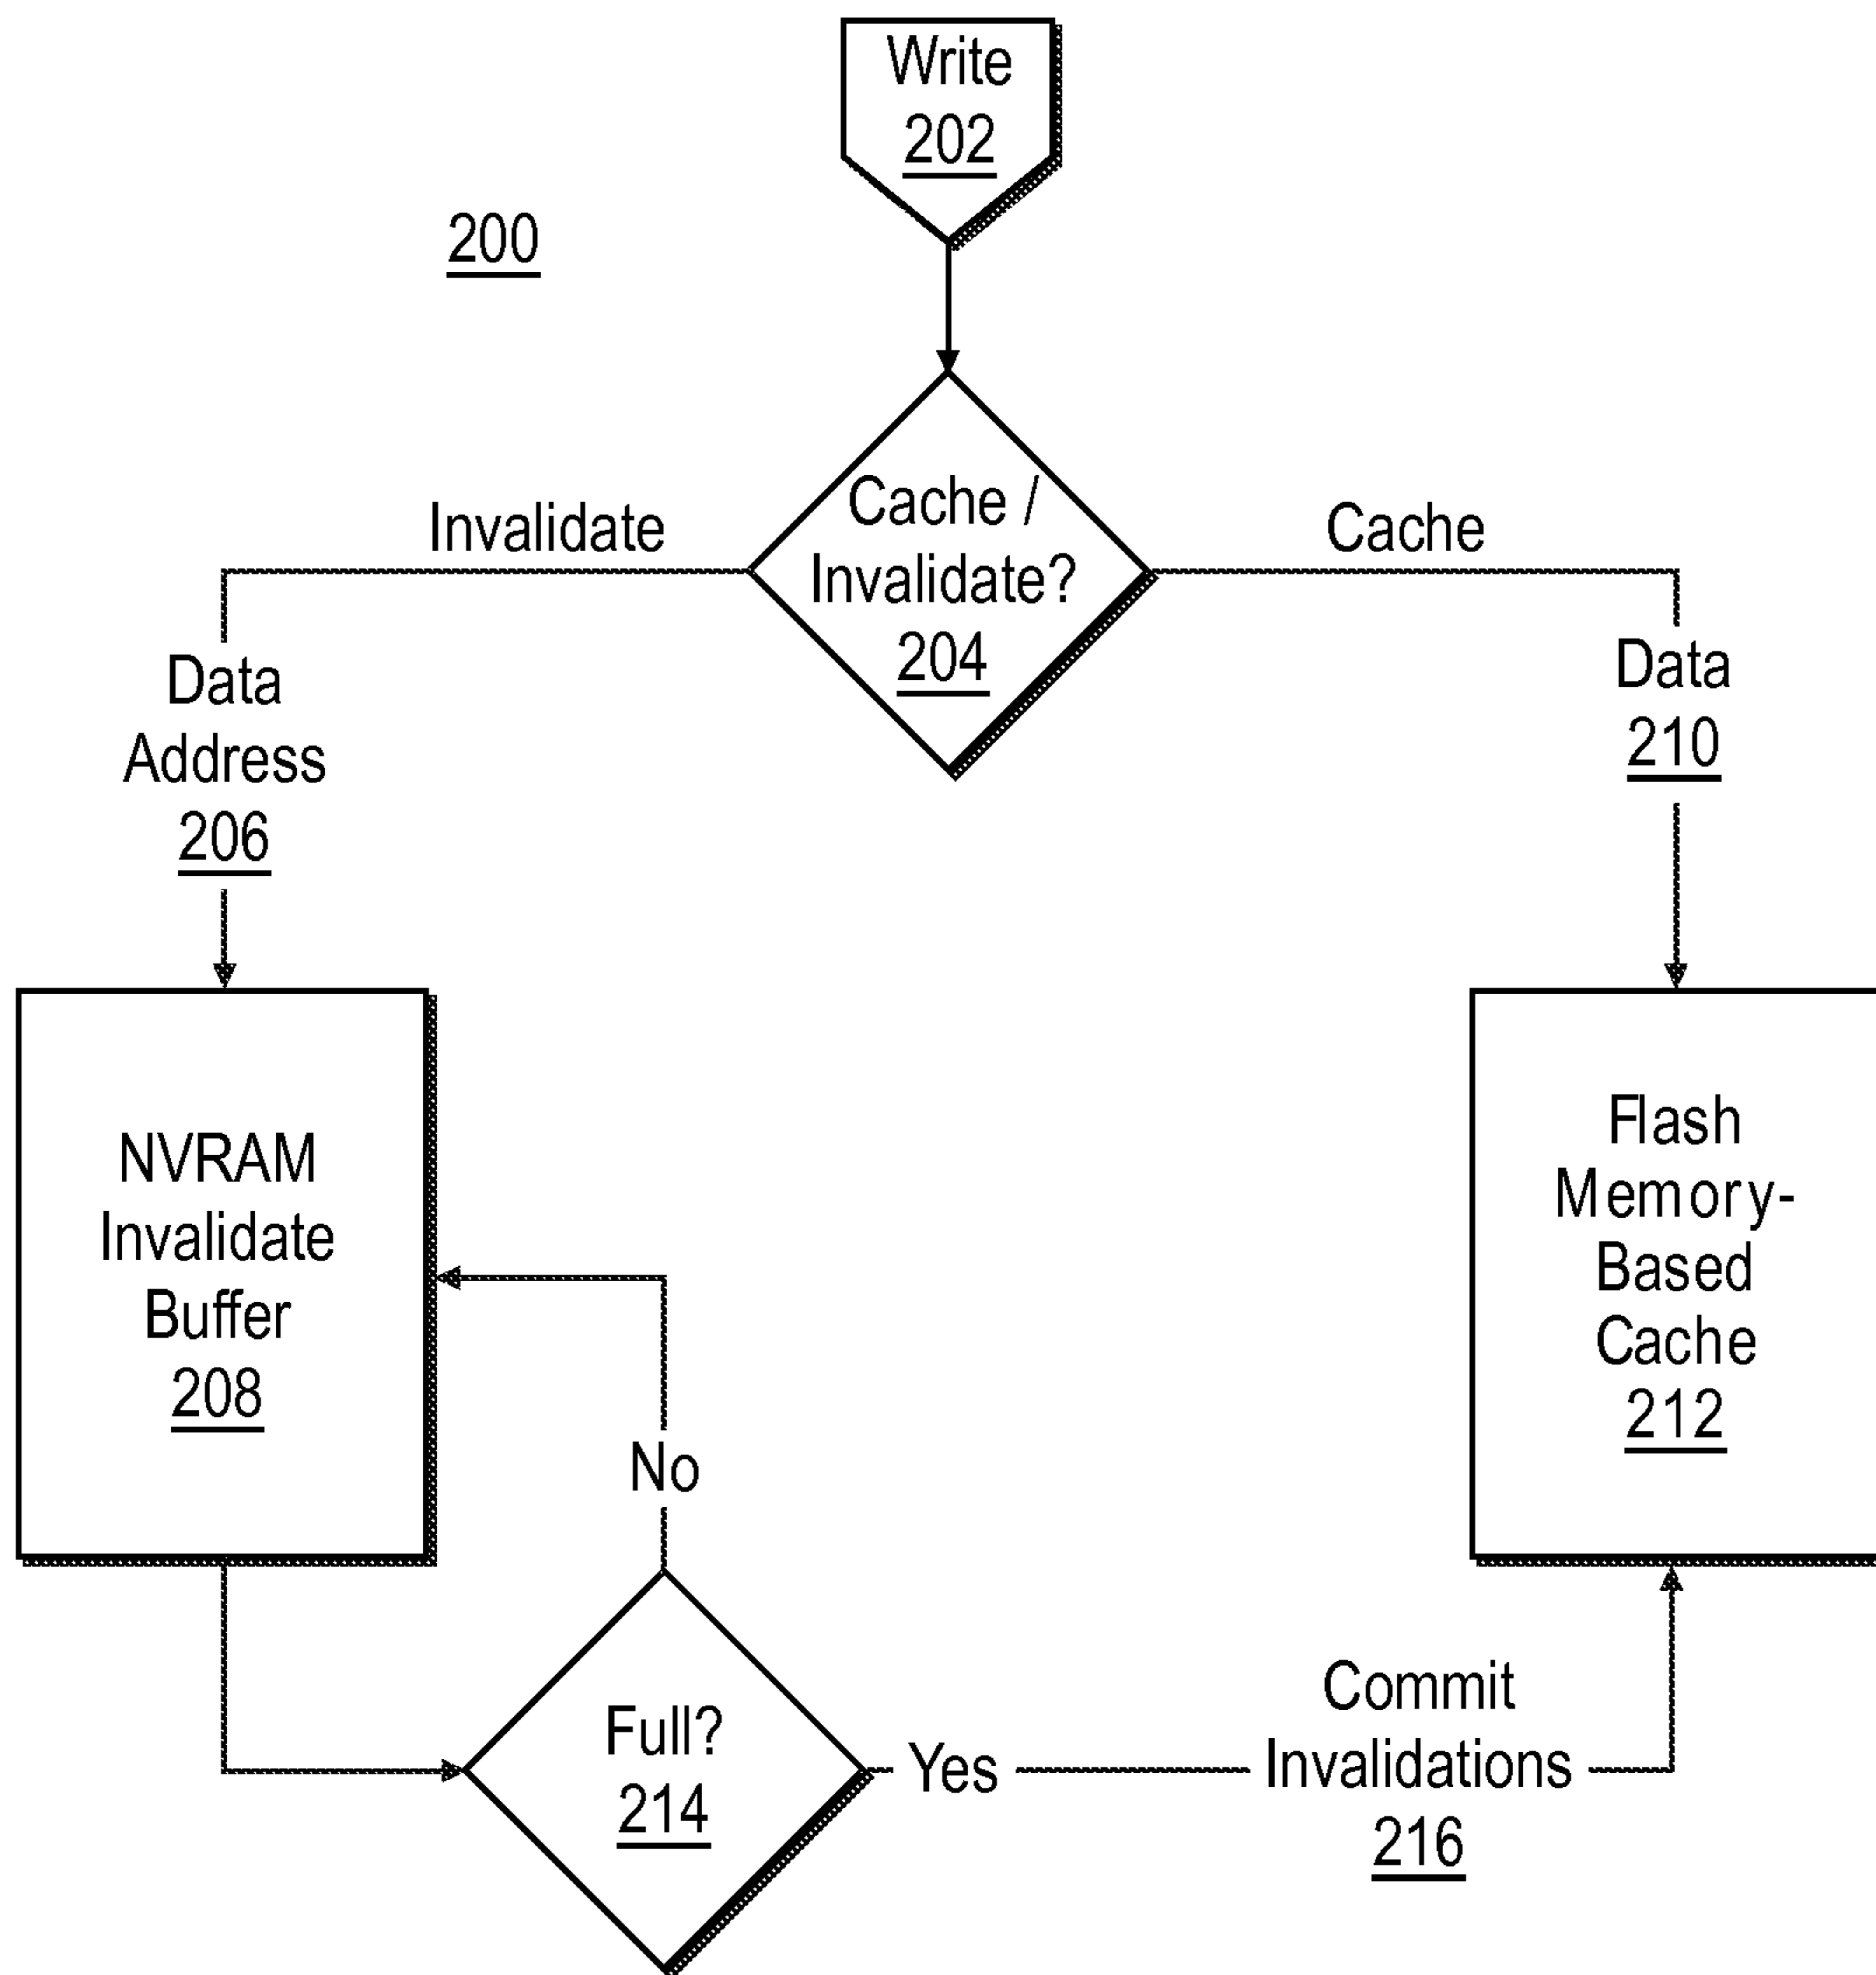 Write
202
200
Cache /
Invalidate?
204
Invalidate
Cache
Data
Address
206
Data
210
NVRAM
Invalidate
Buffer
208
Flash
Memory-
Based
Cache
212
No
Full?
214
Yes
Commit
Invalidations
216